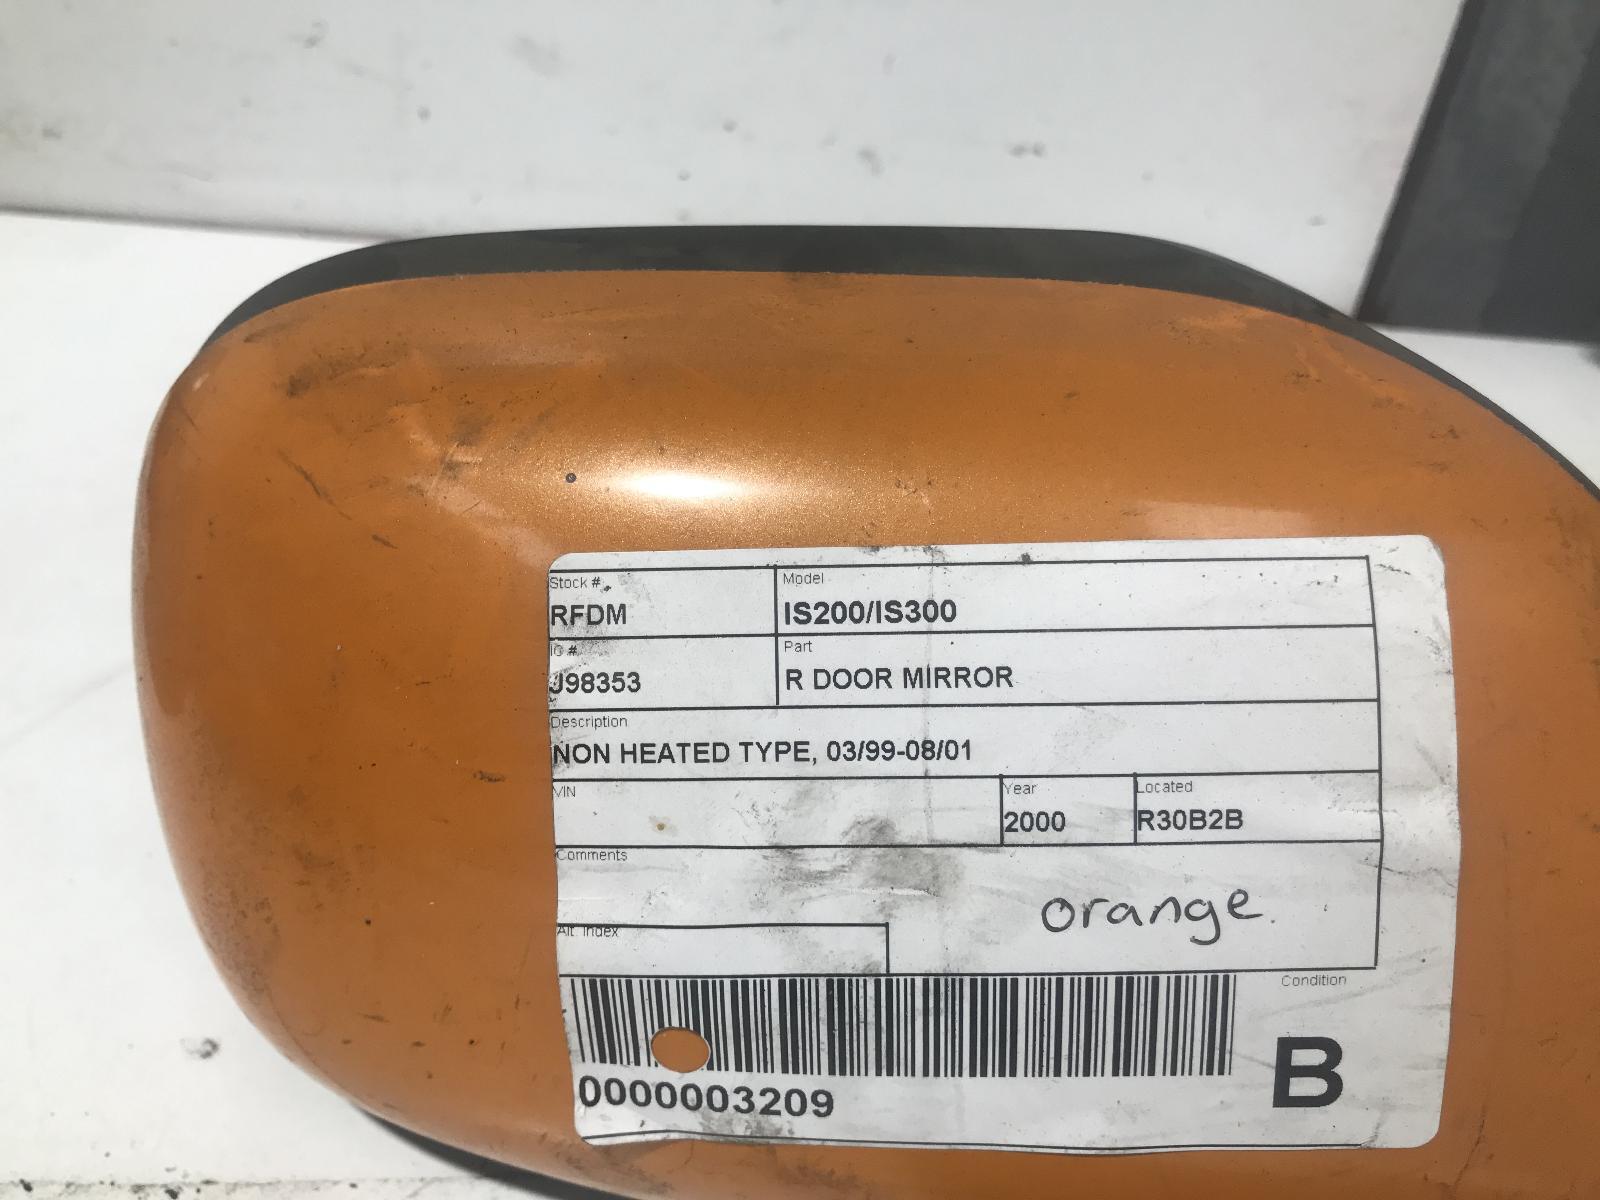 Stock #
Model
RFDM
IS200/IS300
IC #
Part
J98353
R DOOR MIRROR
Description
NON HEATED TYPE, 03/99-08/01
VIN
Year
Located
2000
R30B2B
Comments
orange.
Alt. Index
Condition
B
0000003209